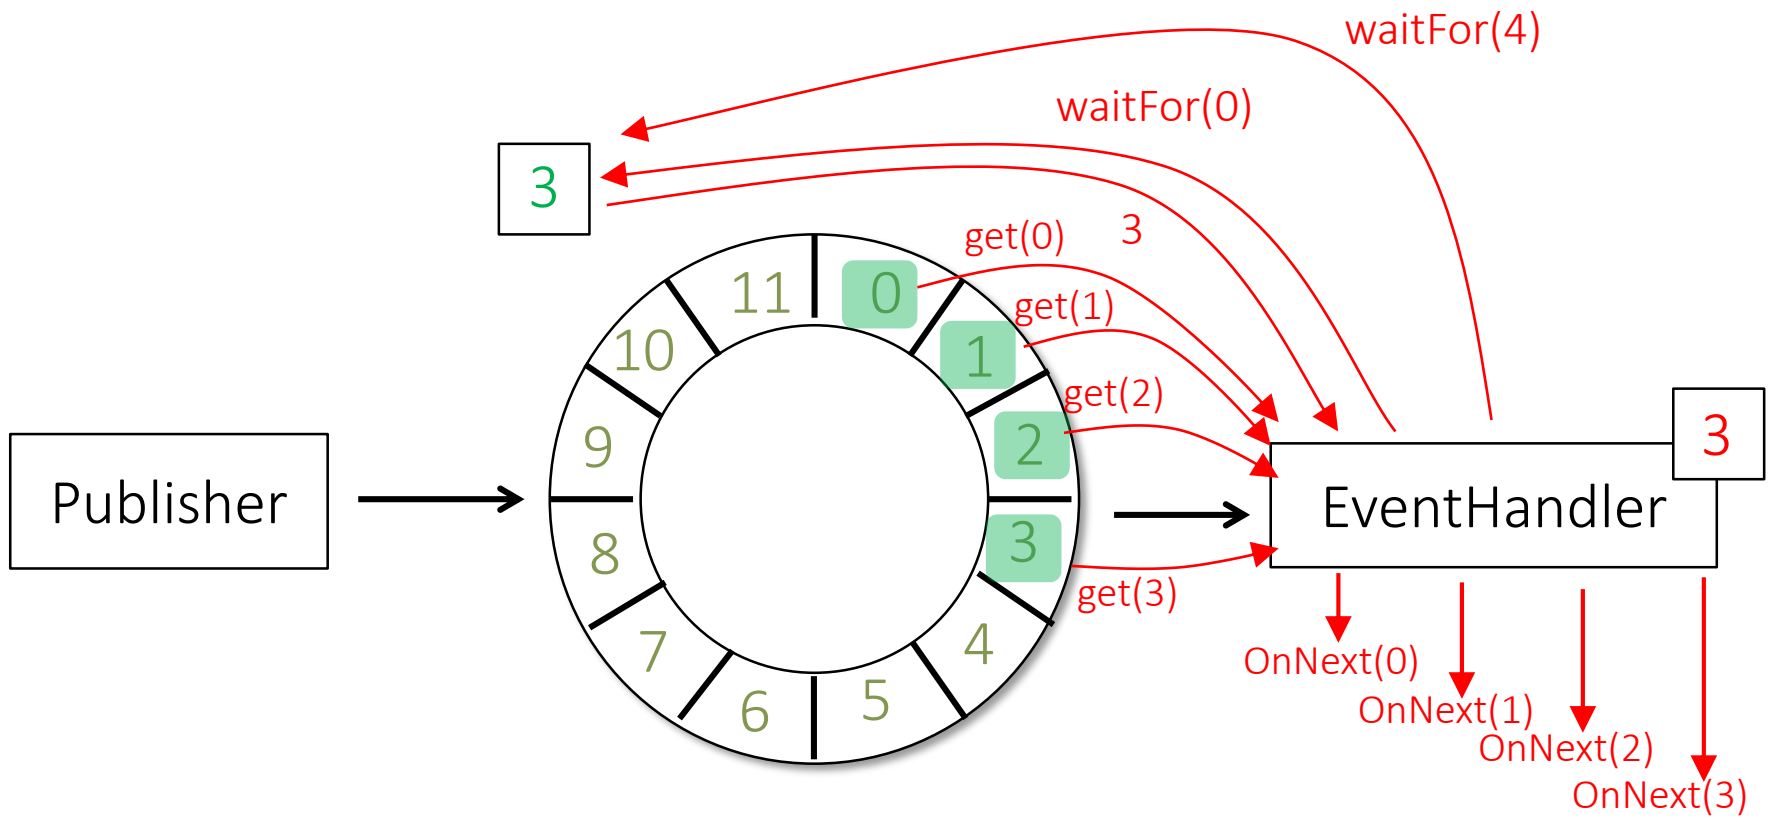 waitFor(4)
waitFor(0)
3
get(0)
3
11
0
get(1)
10
1
get(2)
9
2
3
Publisher
EventHandler
8
3
get(3)
7
4
6
5
OnNext(0)
OnNext(1)
OnNext(2)
OnNext(3)